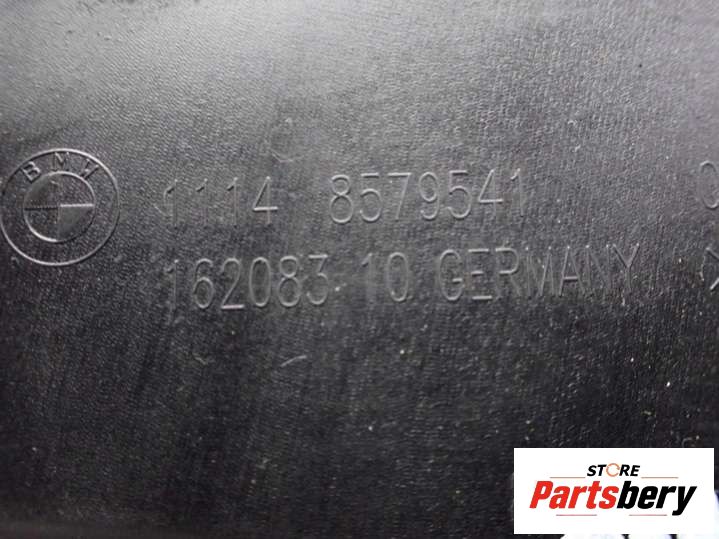 BMW
1114 8579541
162083 10 GERMANY
STORE
Partsbery